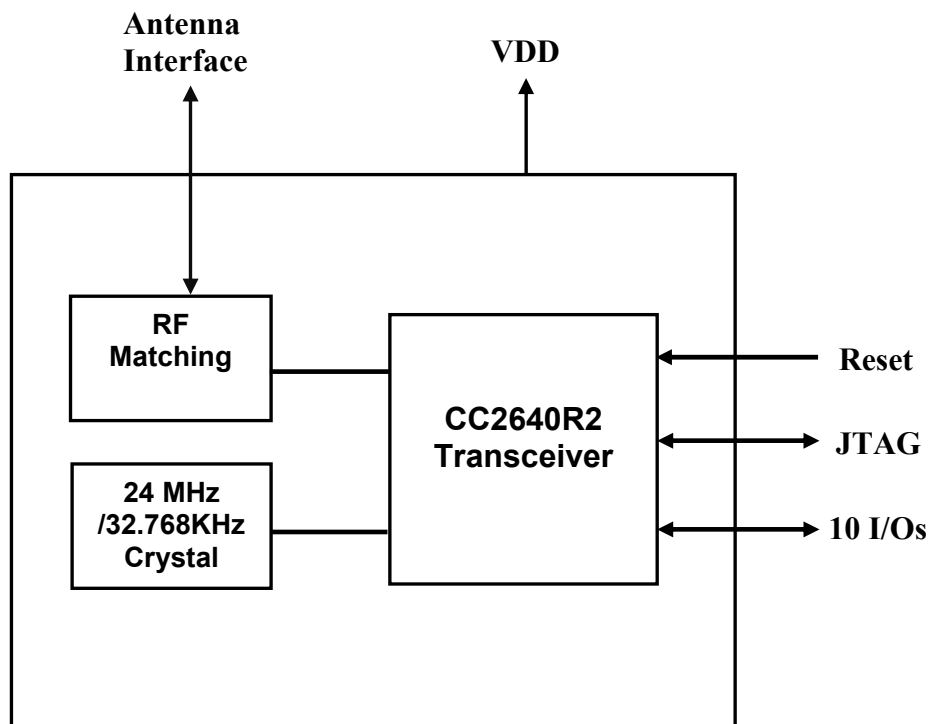 Antenna
Interface
VDD
RF
Matching
CC2640R2
Transceiver
24 MHz
/32.768KHz
Crystal
Reset
JTAG
10 I/Os